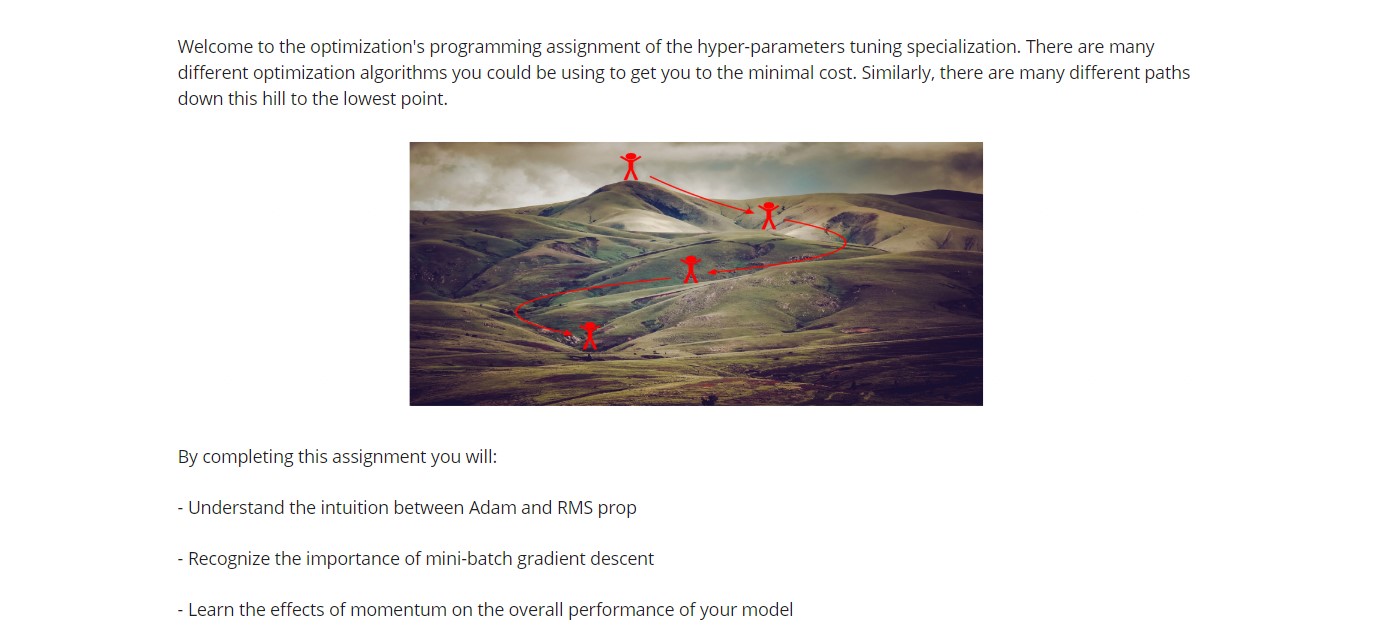 Welcome to the optimization's programming assignment of the hyper-parameters tuning specialization. There are many
different optimization algorithms you could be using to get you to the minimal cost. Similarly, there are many different paths
down this hill to the lowest point.
By completing this assignment you will:
- Understand the intuition between Adam and RMS prop
- Recognize the importance of mini-batch gradient descent
- Learn the effects of momentum on the overall performance of your model